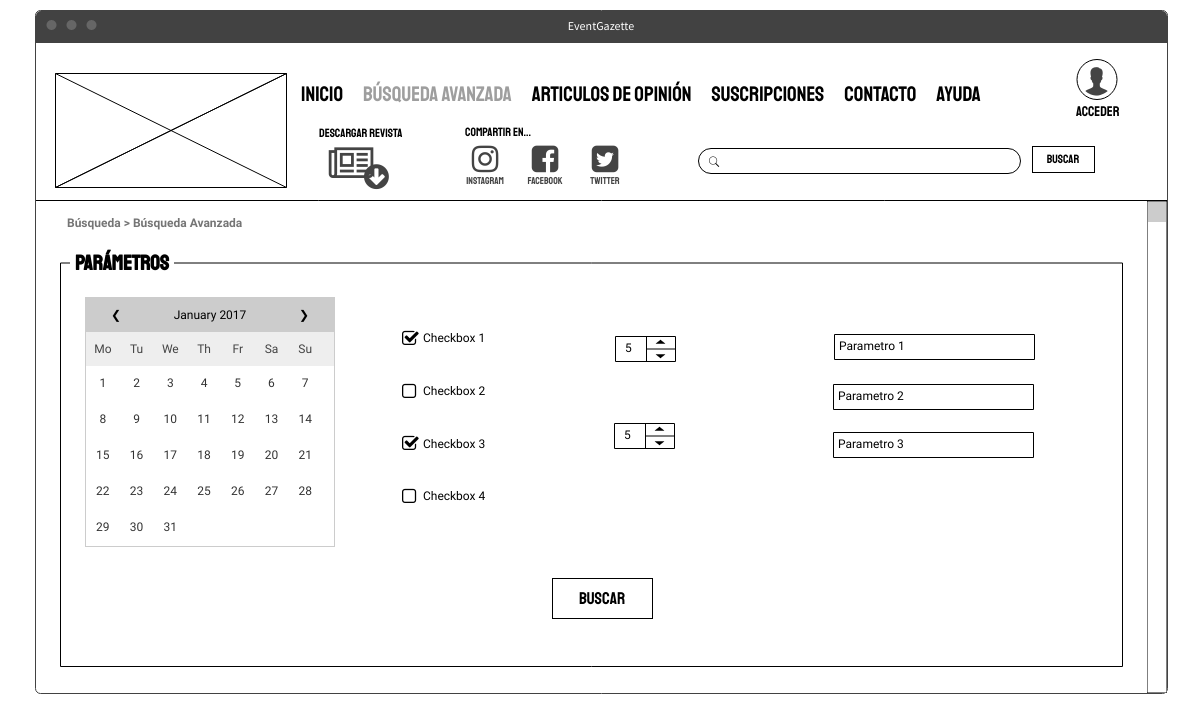 EventGazette
INICIO BÚSQUEDA AVANZADA ARTICULOS DE OPINIÓN SUSCRIPCIONES CONTACTO AYUDA
ACCEDER
DESCARGAR REVISTA
COMPARTIR EN...
INSTAGRAM FACEBOOK TWITTER
BUSCAR
Búsqueda > Búsqueda Avanzada
PARÁMETROS
❮ January 2017 ❯
Mo Tu We Th Fr Sa Su
1 2 3 4 5 6 7
8 9 10 11 12 13 14
15 16 17 18 19 20 21
22 23 24 25 26 27 28
29 30 31
Checkbox 1
Checkbox 2
Checkbox 3
Checkbox 4
5
5
Parametro 1
Parametro 2
Parametro 3
BUSCAR